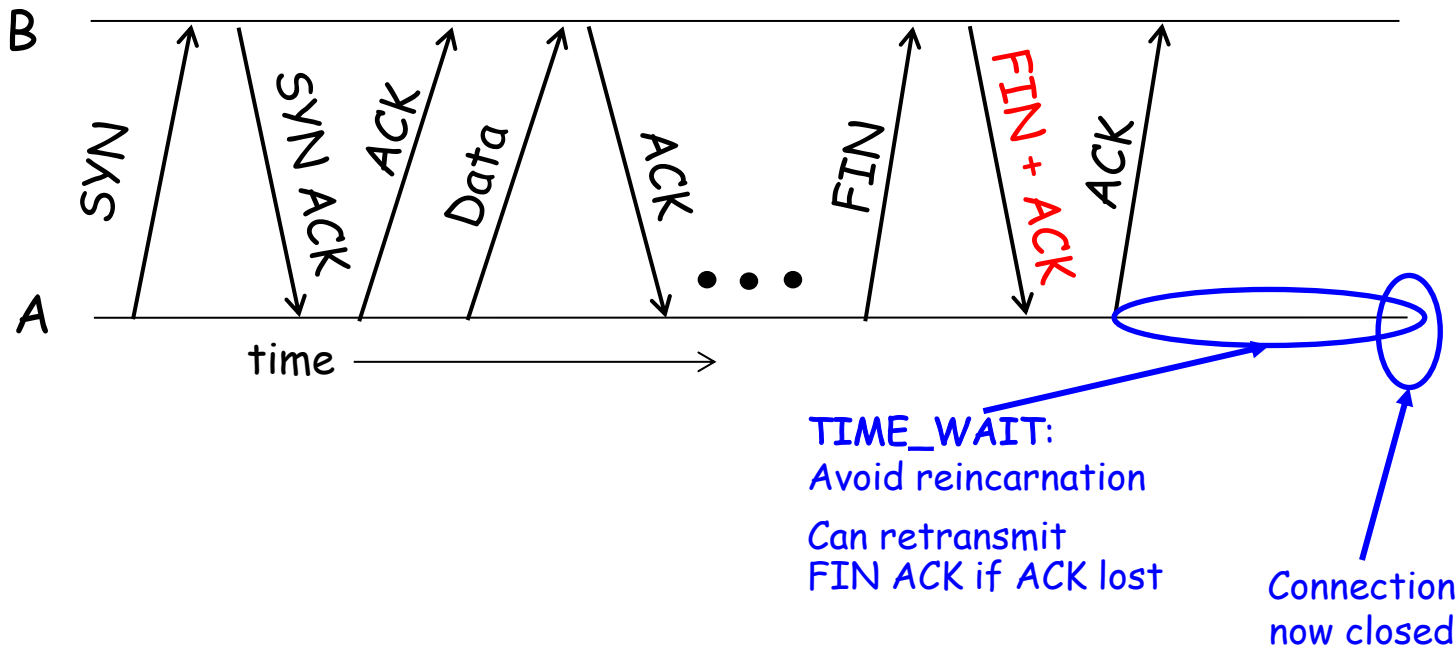 B
SYN
SYN ACK
ACK
Data
ACK
FIN
FIN + ACK
ACK
A
time
TIME_WAIT:
Avoid reincarnation
Can retransmit
FIN ACK if ACK lost
Connection
now closed